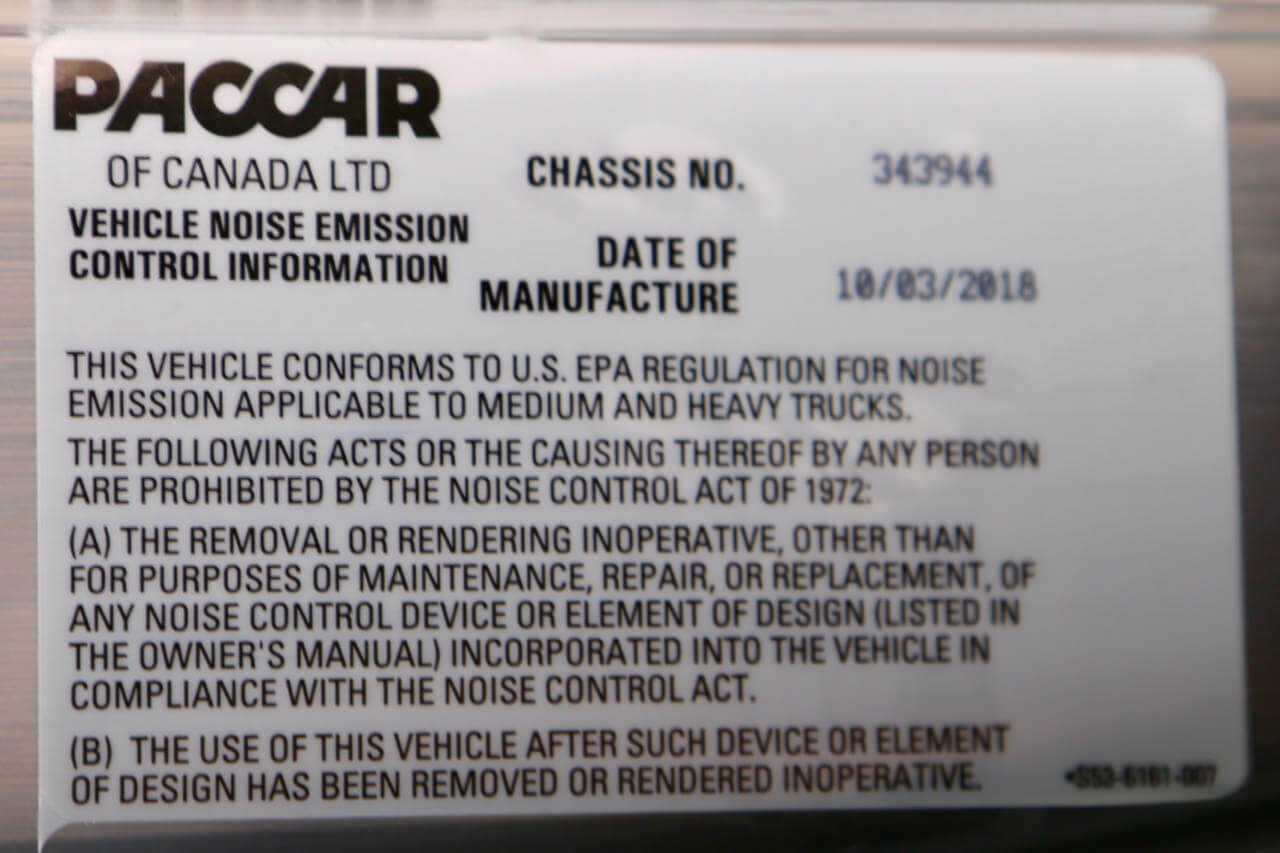 PACCAR
OF CANADA LTD
VEHICLE NOISE EMISSION
CONTROL INFORMATION
CHASSIS NO. 343944
DATE OF
MANUFACTURE 10/03/2018
THIS VEHICLE CONFORMS TO U.S. EPA REGULATION FOR NOISE
EMISSION APPLICABLE TO MEDIUM AND HEAVY TRUCKS.
THE FOLLOWING ACTS OR THE CAUSING THEREOF BY ANY PERSON
ARE PROHIBITED BY THE NOISE CONTROL ACT OF 1972:
(A) THE REMOVAL OR RENDERING INOPERATIVE, OTHER THAN
FOR PURPOSES OF MAINTENANCE, REPAIR, OR REPLACEMENT, OF
ANY NOISE CONTROL DEVICE OR ELEMENT OF DESIGN (LISTED IN
THE OWNER'S MANUAL) INCORPORATED INTO THE VEHICLE IN
COMPLIANCE WITH THE NOISE CONTROL ACT.
(B) THE USE OF THIS VEHICLE AFTER SUCH DEVICE OR ELEMENT
OF DESIGN HAS BEEN REMOVED OR RENDERED INOPERATIVE.
•S53-6161-007